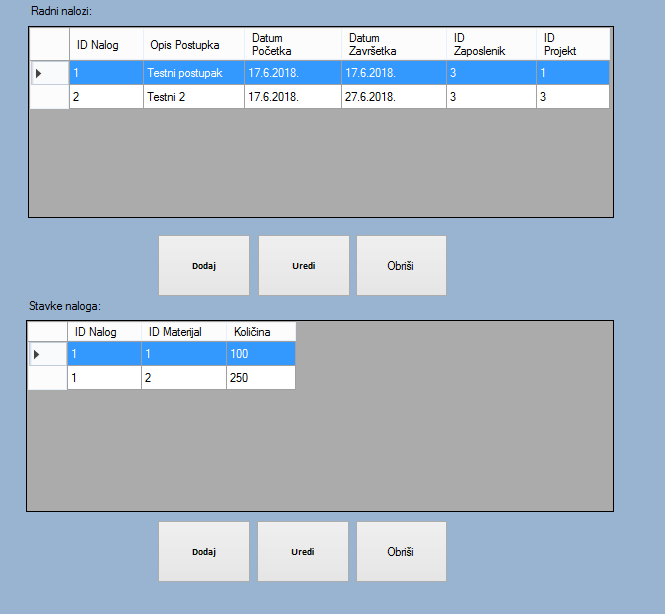 Radni nalozi:
ID Nalog Opis Postupka Datum Početka Datum Završetka ID Zaposlenik ID Projekt
1 Testni postupak 17.6.2018. 17.6.2018. 3 1
2 Testni 2 17.6.2018. 27.6.2018. 3 3
Dodaj Uredi Obriši
Stavke naloga:
ID Nalog ID Materijal Količina
1 1 100
1 2 250
Dodaj Uredi Obriši